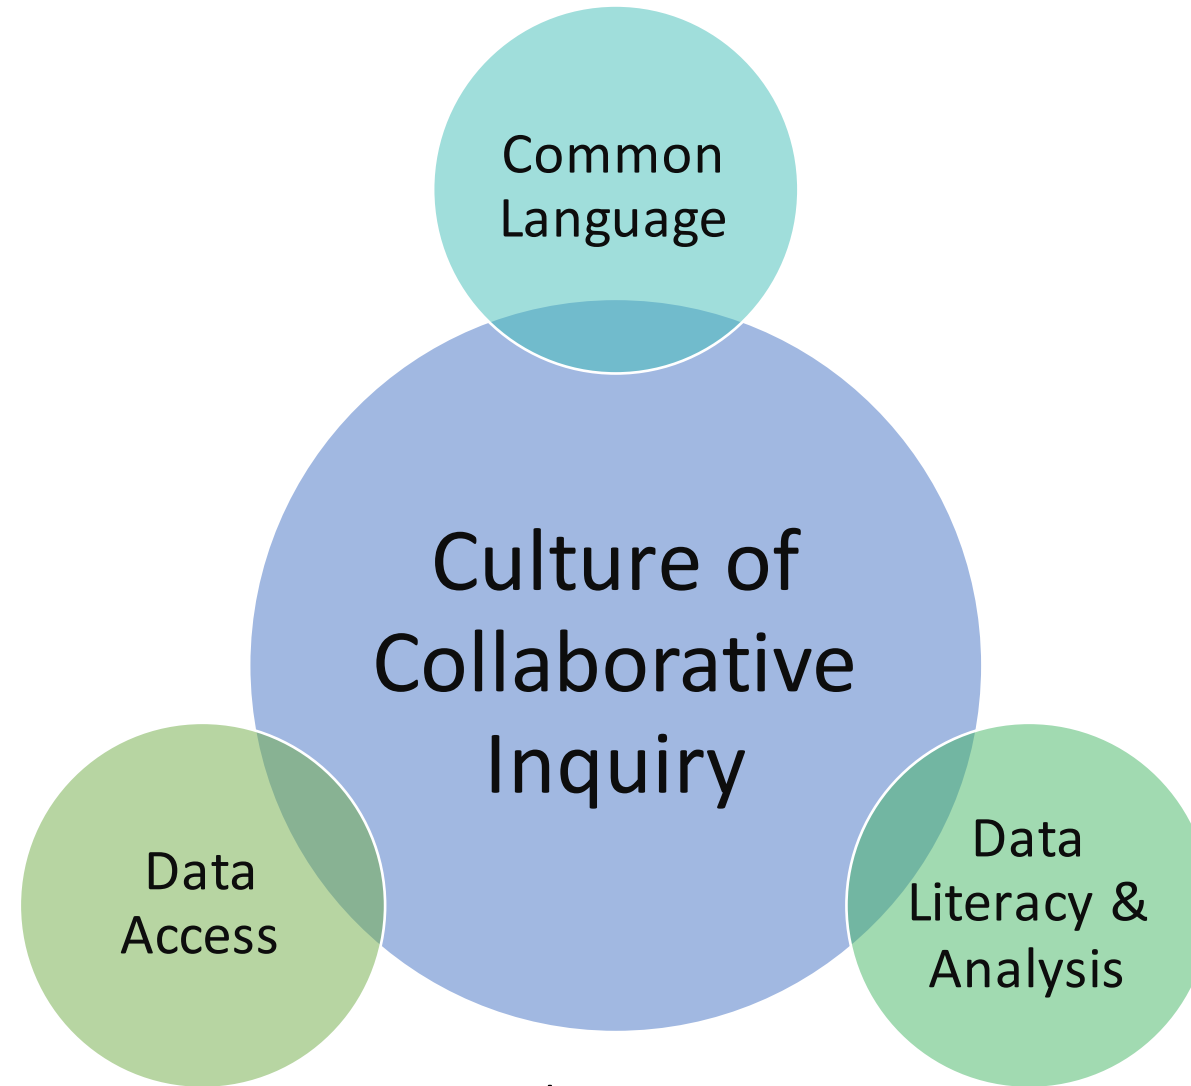 Common
Language
Culture of
Collaborative
Inquiry
Data
Access
Data
Literacy &
Analysis